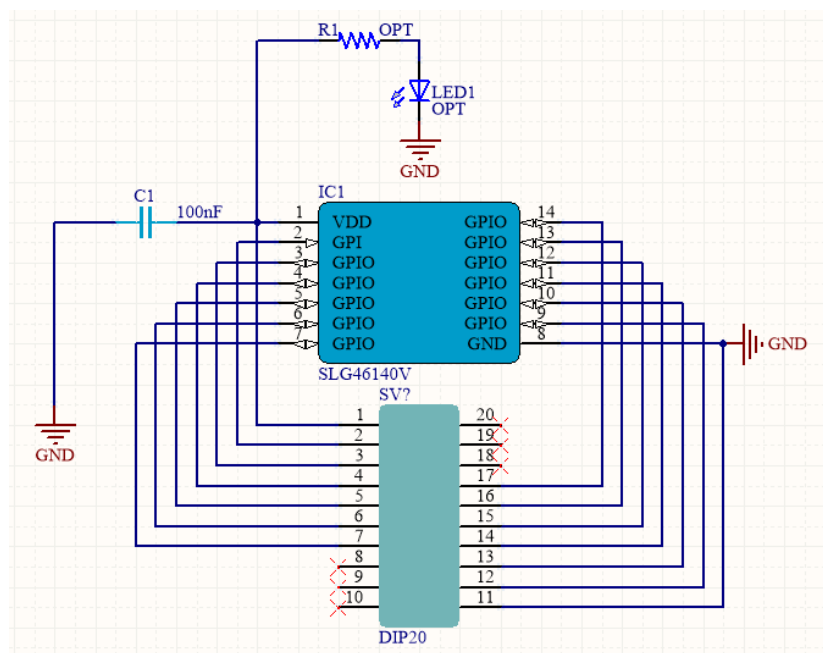 R1 OPT
LED1
OPT
GND
IC1
C1
100nF
1 VDD GPIO 14
2 GPI GPIO 13
3 GPIO GPIO 12
4 GPIO GPIO 11
5 GPIO GPIO 10
6 GPIO GPIO 9
7 GPIO GND 8
GND
SLG46140V
SV?
GND
1 20
2 19
3 18
4 17
5 16
6 15
7 14
8 13
9 12
10 11
DIP20